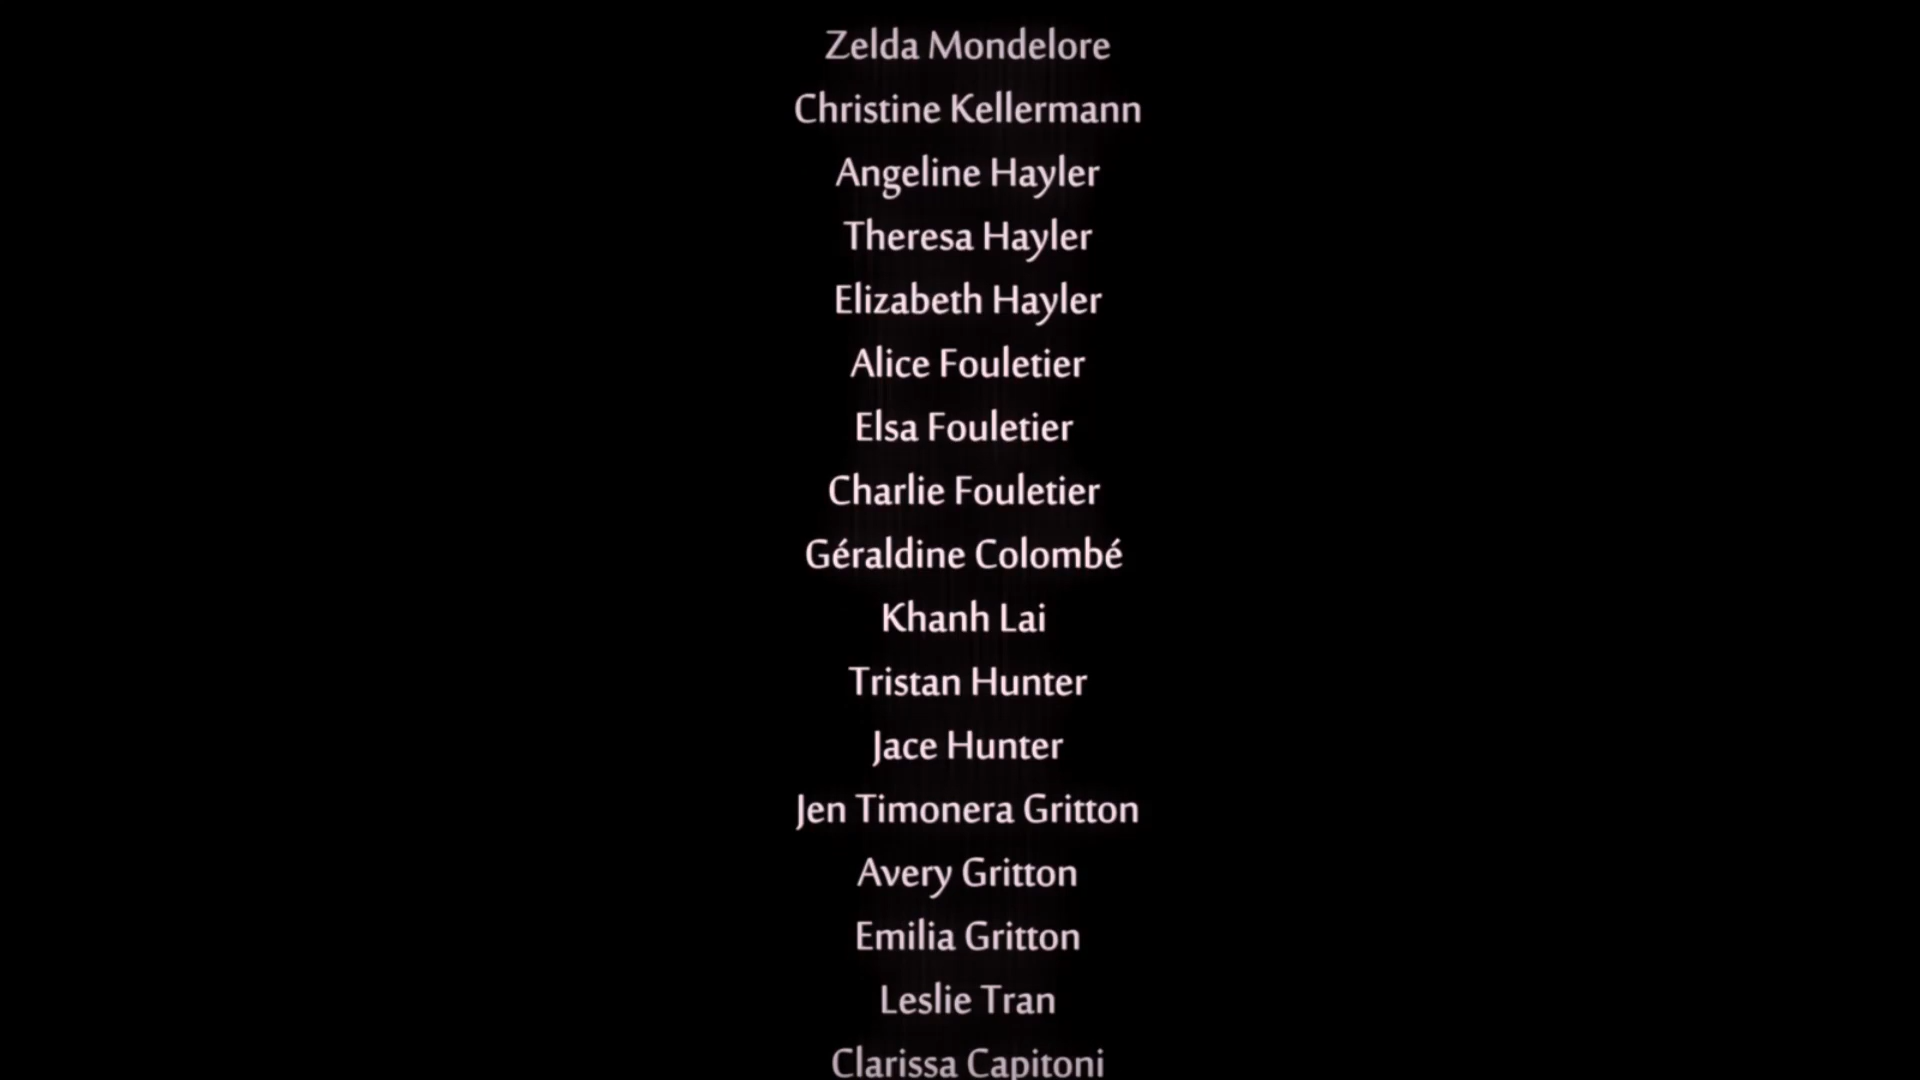 Zelda Mondelore
Christine Kellermann
Angeline Hayler
Theresa Hayler
Elizabeth Hayler
Alice Fouletier
Elsa Fouletier
Charlie Fouletier
Géraldine Colombé
Khanh Lai
Tristan Hunter
Jace Hunter
Jen Timonera Gritton
Avery Gritton
Emilia Gritton
Leslie Tran
Clarissa Capitoni